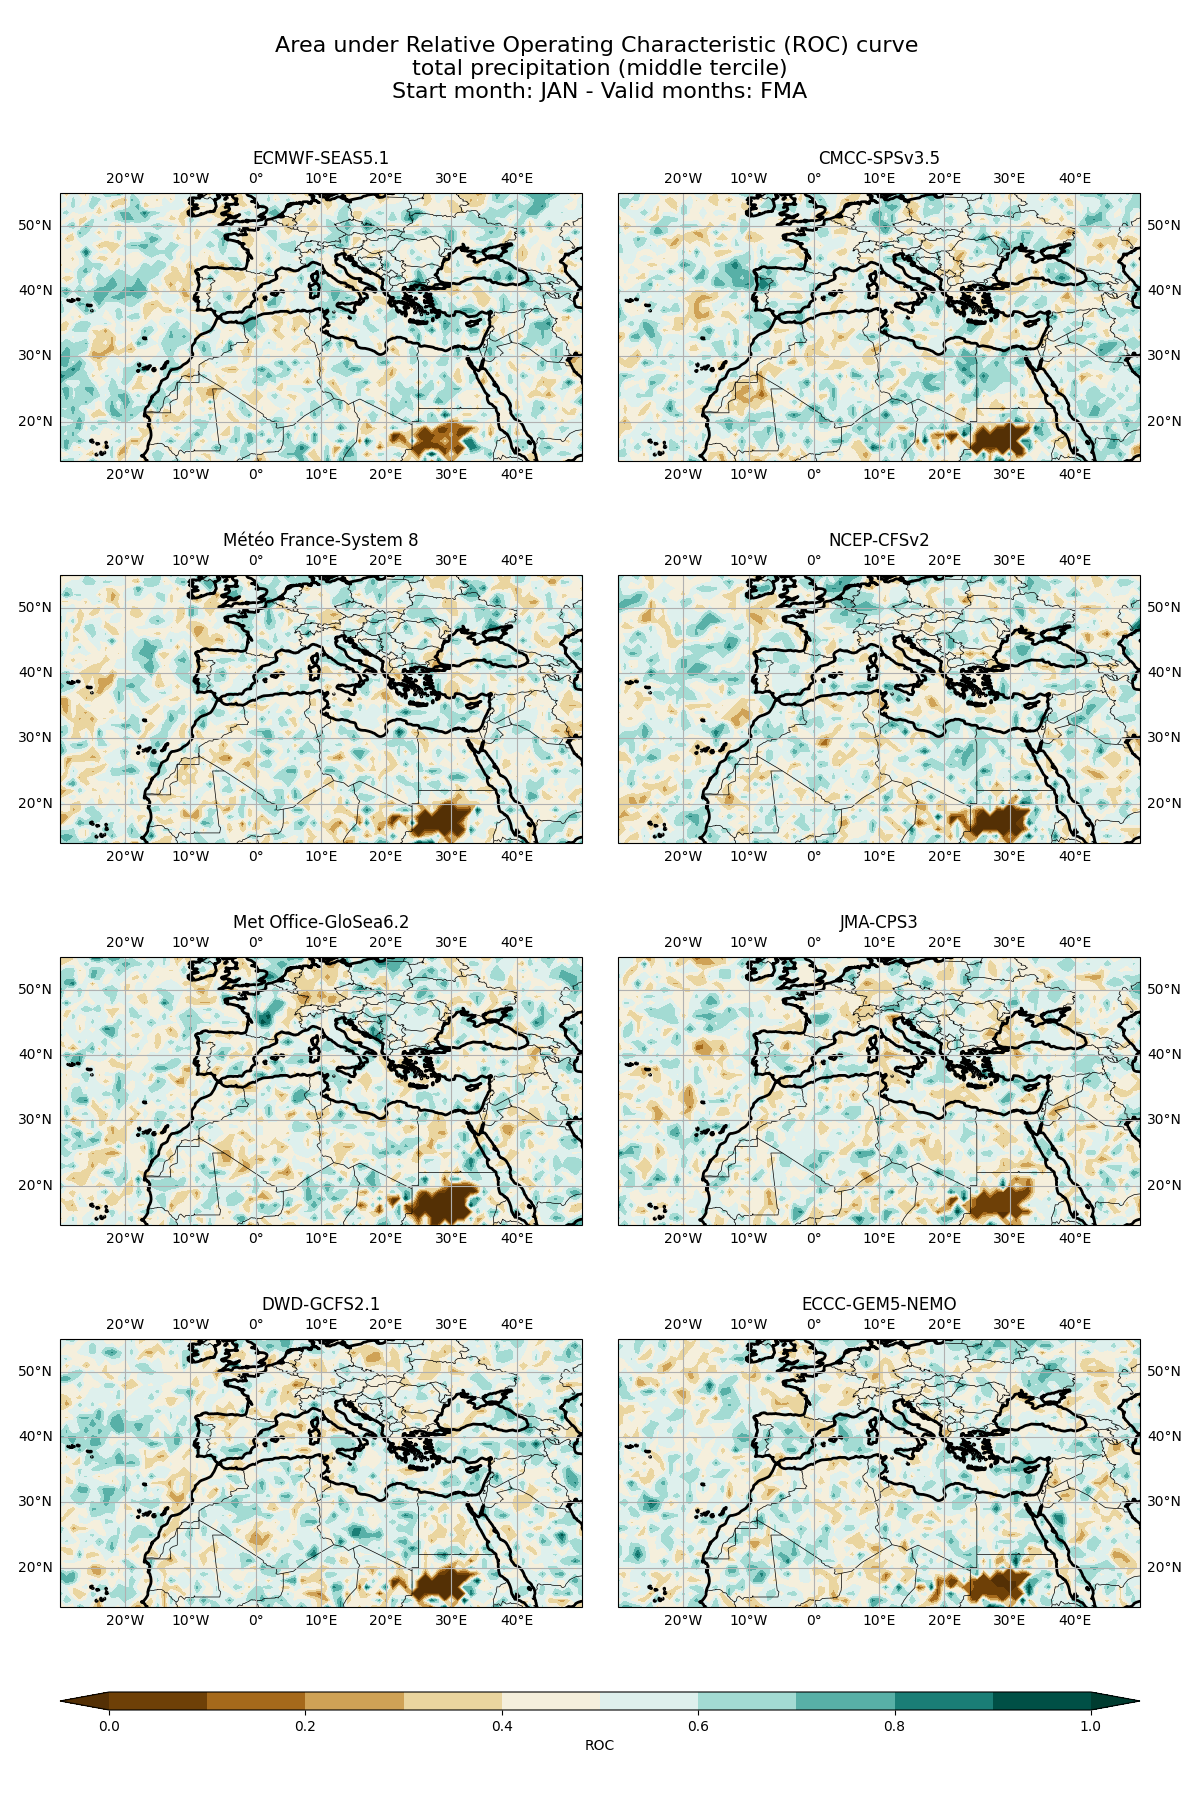 Area under Relative Operating Characteristic (ROC) curve
total precipitation (middle tercile)
Start month: JAN - Valid months: FMA
ECMWF-SEAS5.1
20°W 10°W 0° 10°E 20°E 30°E 40°E
50°N
40°N
30°N
20°N
20°W 10°W 0° 10°E 20°E 30°E 40°E
CMCC-SPSv3.5
20°W 10°W 0° 10°E 20°E 30°E 40°E
50°N
40°N
30°N
20°N
20°W 10°W 0° 10°E 20°E 30°E 40°E
Météo France-System 8
20°W 10°W 0° 10°E 20°E 30°E 40°E
50°N
40°N
30°N
20°N
20°W 10°W 0° 10°E 20°E 30°E 40°E
NCEP-CFSv2
20°W 10°W 0° 10°E 20°E 30°E 40°E
50°N
40°N
30°N
20°N
20°W 10°W 0° 10°E 20°E 30°E 40°E
Met Office-GloSea6.2
20°W 10°W 0° 10°E 20°E 30°E 40°E
50°N
40°N
30°N
20°N
20°W 10°W 0° 10°E 20°E 30°E 40°E
JMA-CPS3
20°W 10°W 0° 10°E 20°E 30°E 40°E
50°N
40°N
30°N
20°N
20°W 10°W 0° 10°E 20°E 30°E 40°E
DWD-GCFS2.1
20°W 10°W 0° 10°E 20°E 30°E 40°E
50°N
40°N
30°N
20°N
20°W 10°W 0° 10°E 20°E 30°E 40°E
ECCC-GEM5-NEMO
20°W 10°W 0° 10°E 20°E 30°E 40°E
50°N
40°N
30°N
20°N
20°W 10°W 0° 10°E 20°E 30°E 40°E
0.0 0.2 0.4 0.6 0.8 1.0
ROC